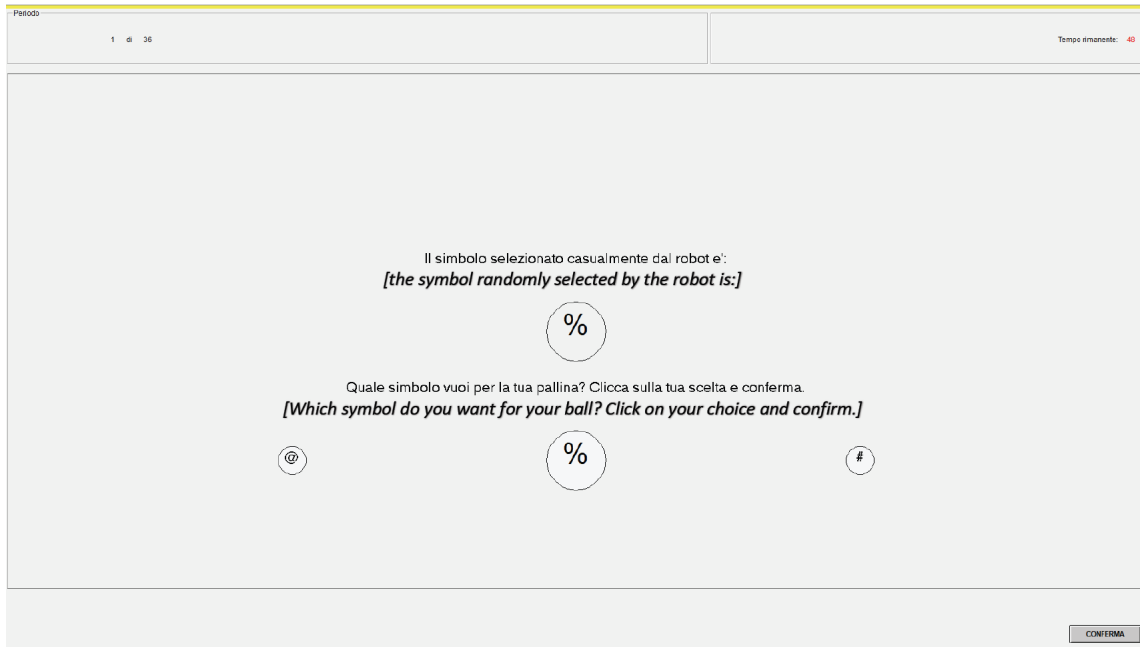 Periodo
1 di 36
Tempo rimanente: 48
Il simbolo selezionato casualmente dal robot e':
[the symbol randomly selected by the robot is:]
%
Quale simbolo vuoi per la tua pallina? Clicca sulla tua scelta e conferma.
[Which symbol do you want for your ball? Click on your choice and confirm.]
@ % #
CONFERMA